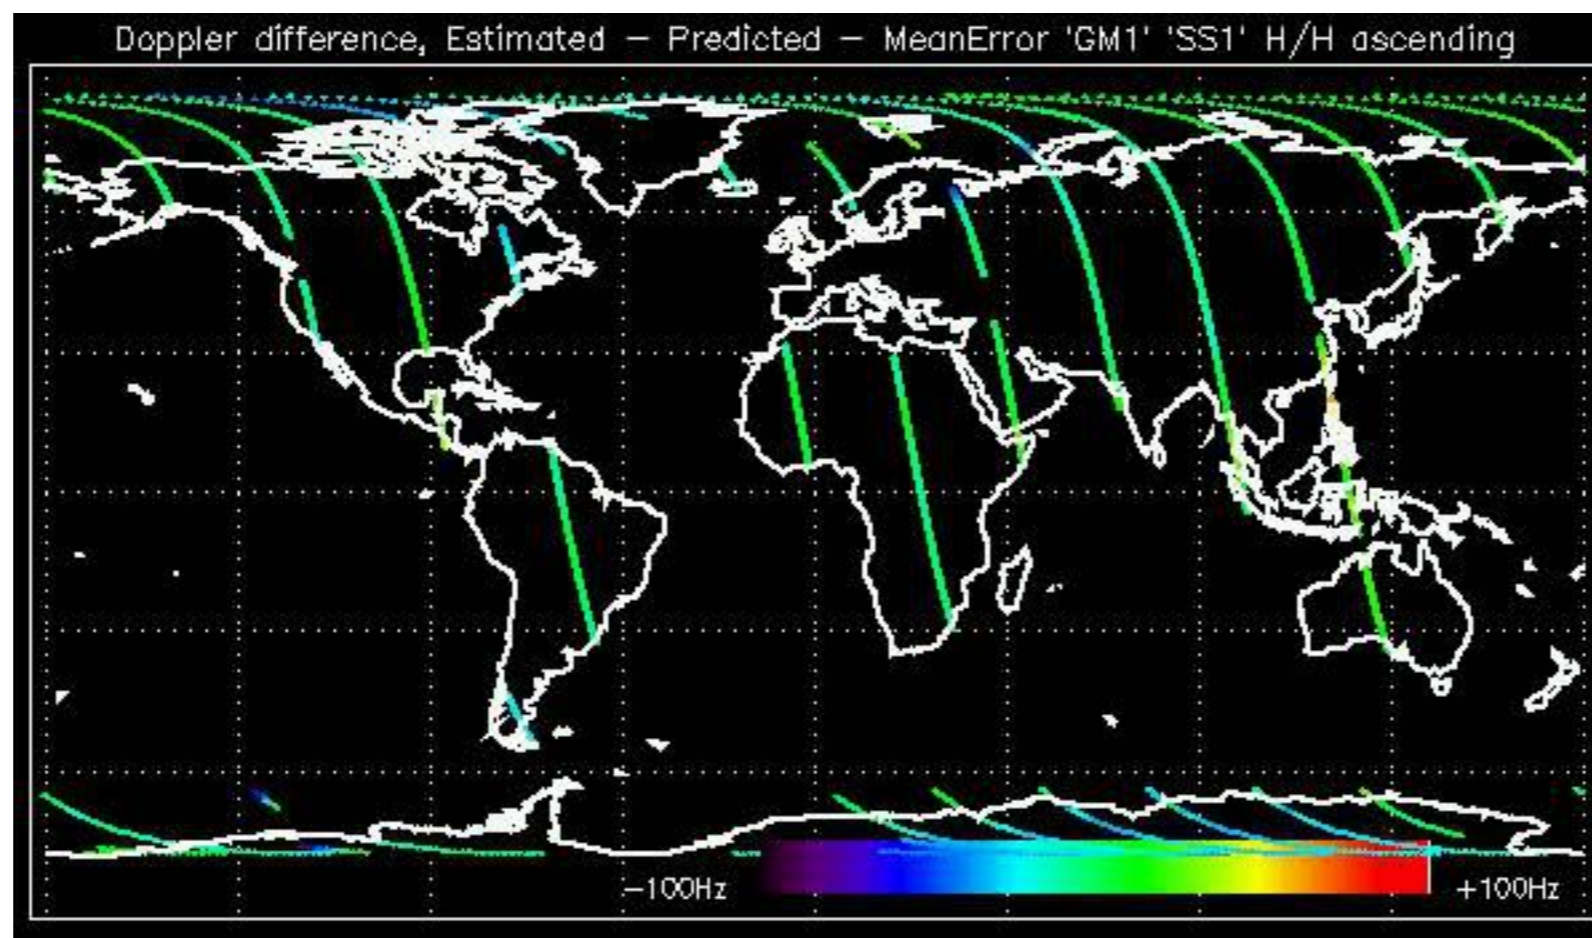 Doppler difference, Estimated – Predicted – MeanError 'GM1' 'SS1' H/H ascending
–100Hz
+100Hz